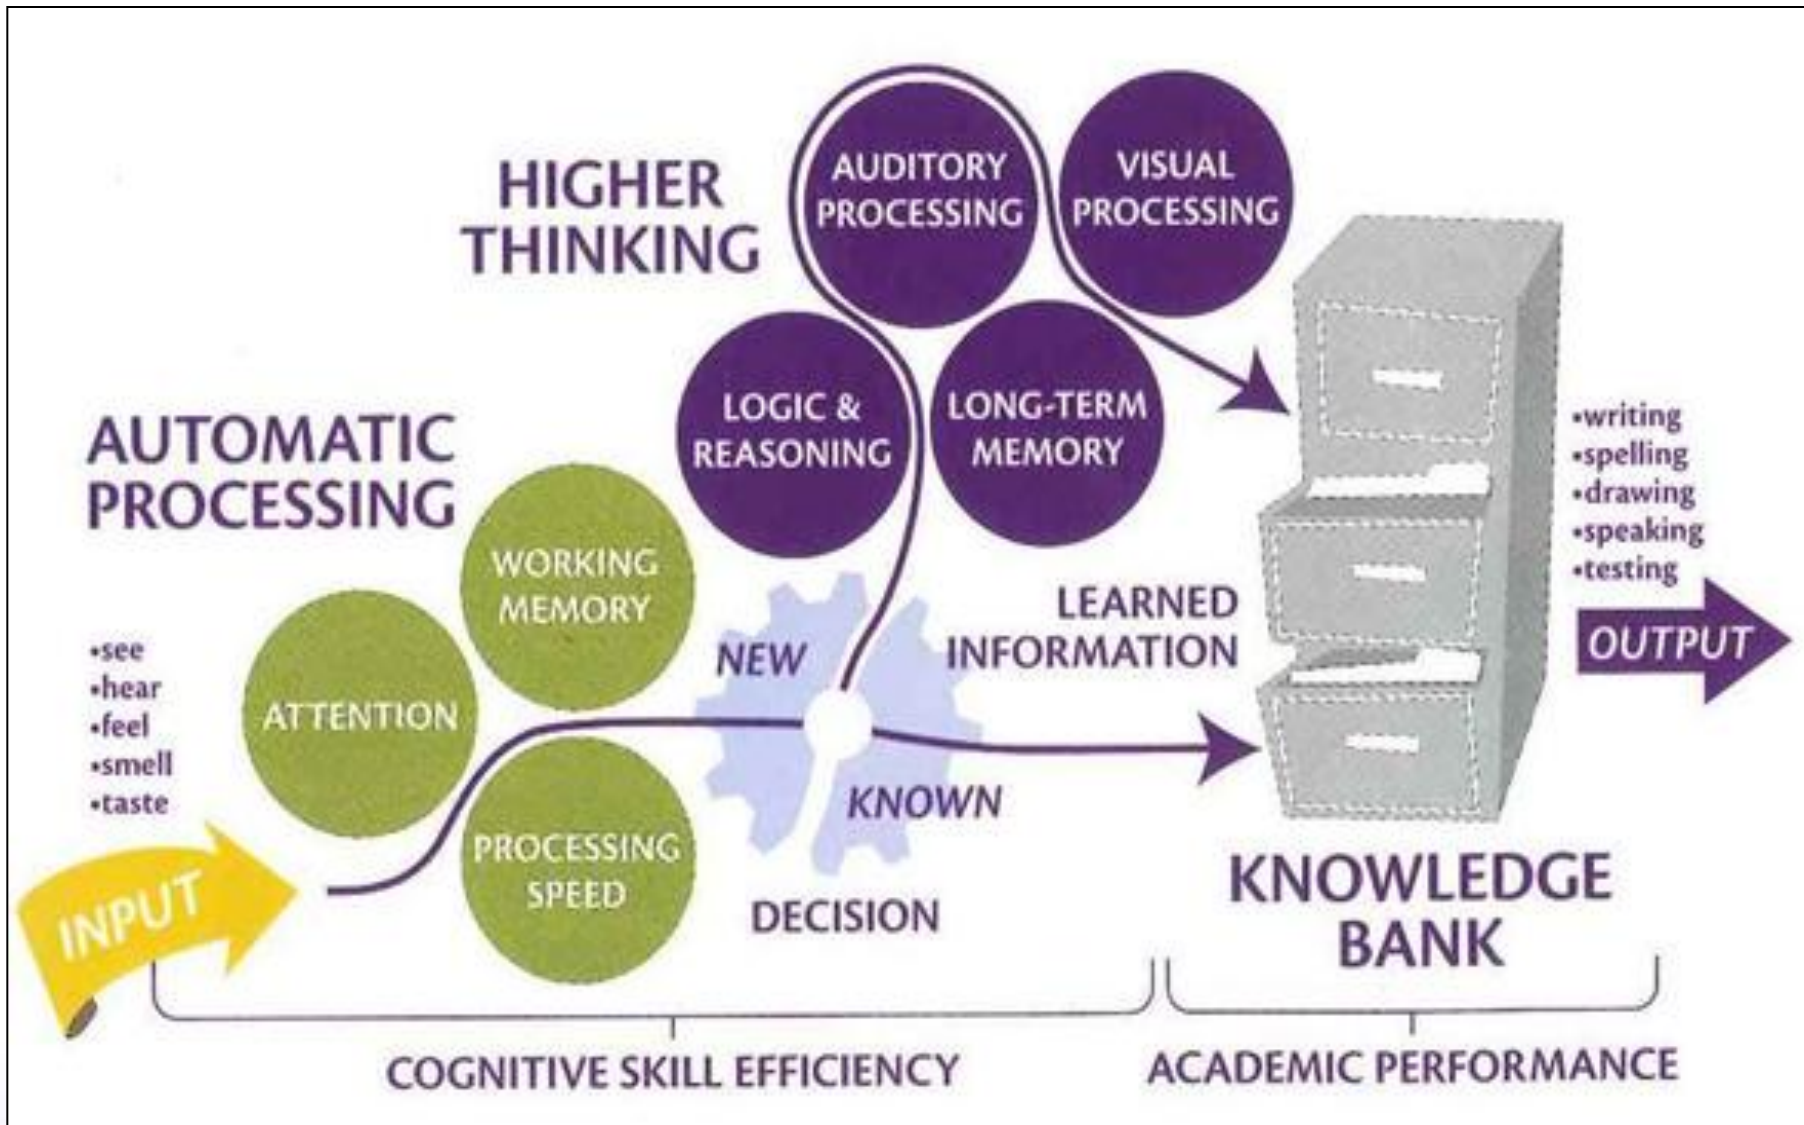 HIGHER
THINKING
AUDITORY
PROCESSING
VISUAL
PROCESSING
LOGIC &
REASONING
LONG-TERM
MEMORY
AUTOMATIC
PROCESSING
WORKING
MEMORY
ATTENTION
PROCESSING
SPEED
•see
•hear
•feel
•smell
•taste
INPUT
NEW
KNOWN
DECISION
LEARNED
INFORMATION
•writing
•spelling
•drawing
•speaking
•testing
OUTPUT
KNOWLEDGE
BANK
COGNITIVE SKILL EFFICIENCY
ACADEMIC PERFORMANCE